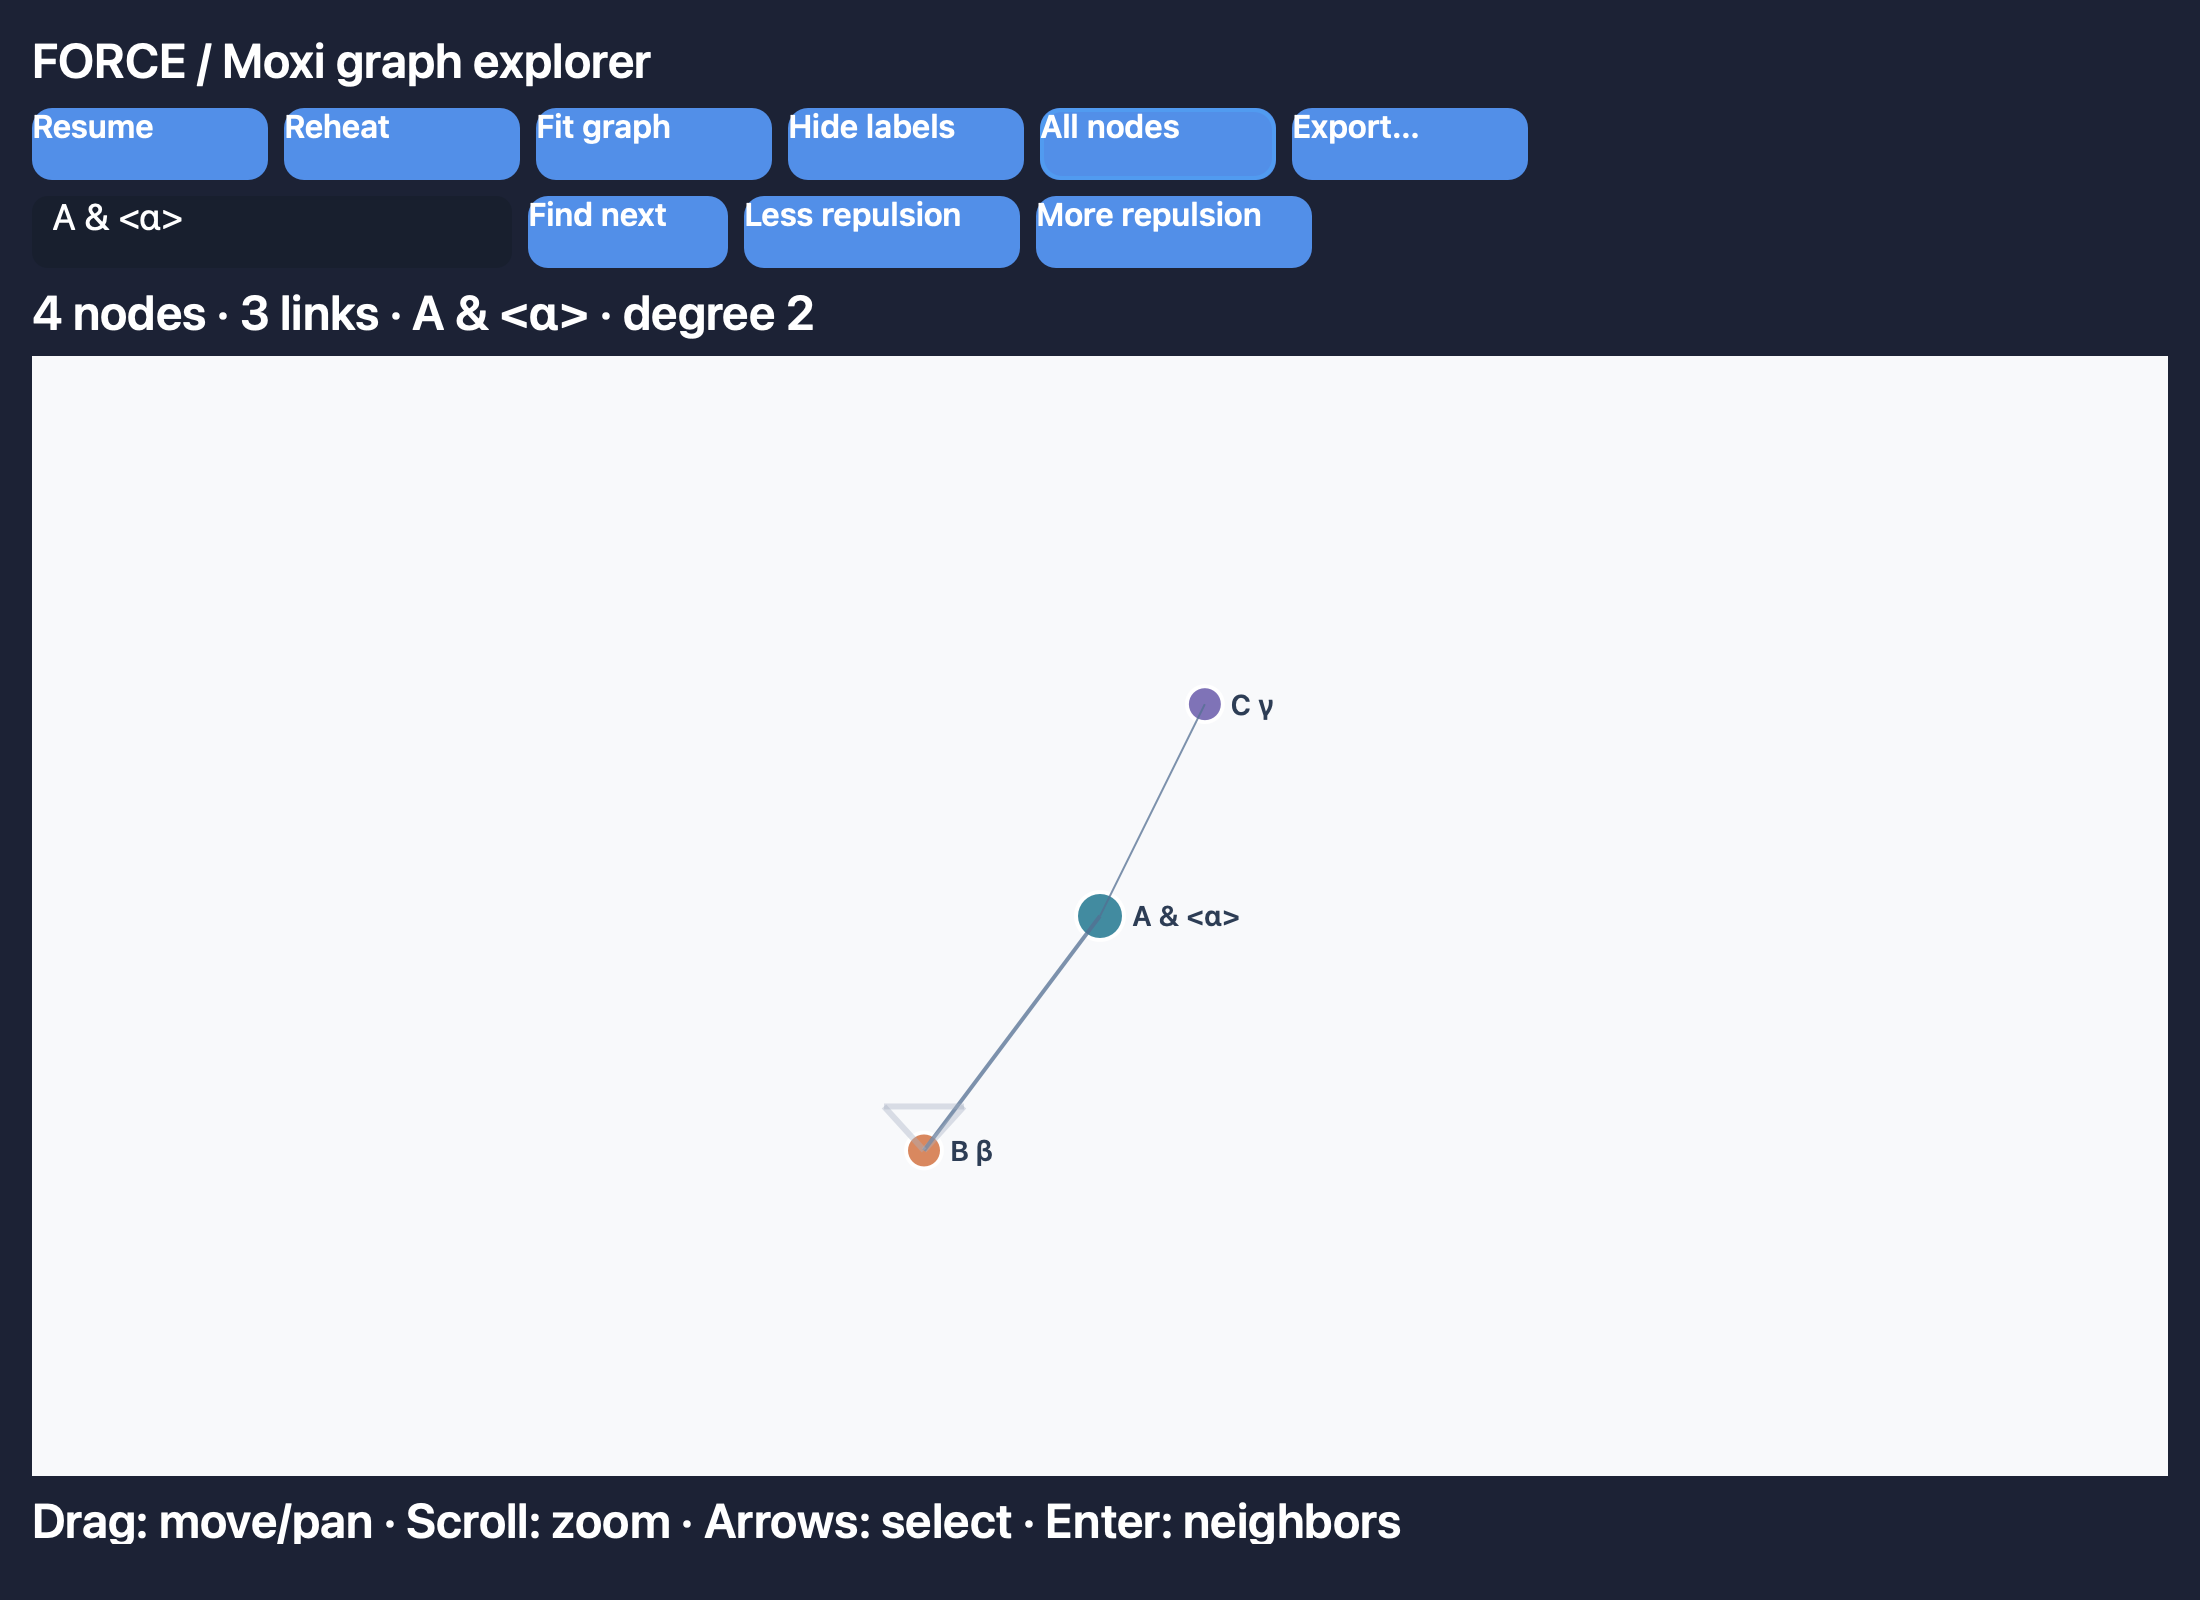 FORCE / Moxi graph explorer
Resume Reheat Fit graph Hide labels All nodes Export...
A & <α> Find next Less repulsion More repulsion
4 nodes · 3 links · A & <α> · degree 2
C γ
A & <α>
B β
Drag: move/pan · Scroll: zoom · Arrows: select · Enter: neighbors